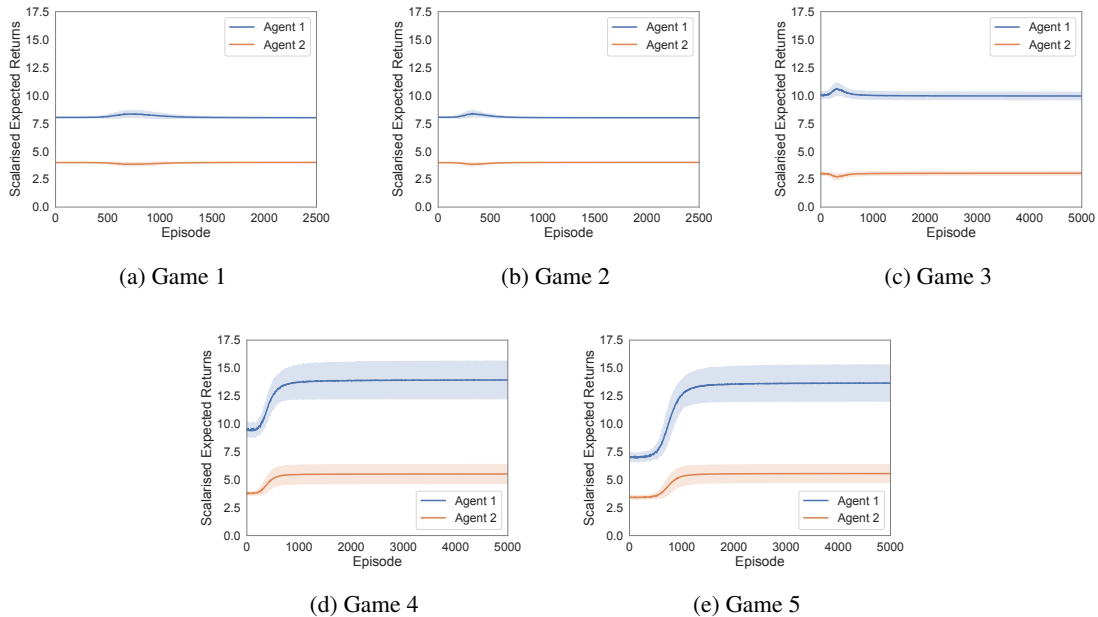 17.5
15.0
12.5
10.0
7.5
5.0
2.5
0.0
Scalarised Expected Returns
Agent 1
Agent 2
0 500 1000 1500 2000 2500
Episode
(a) Game 1
17.5
15.0
12.5
10.0
7.5
5.0
2.5
0.0
Scalarised Expected Returns
Agent 1
Agent 2
0 500 1000 1500 2000 2500
Episode
(b) Game 2
17.5
15.0
12.5
10.0
7.5
5.0
2.5
0.0
Scalarised Expected Returns
Agent 1
Agent 2
0 1000 2000 3000 4000 5000
Episode
(c) Game 3
17.5
15.0
12.5
10.0
7.5
5.0
2.5
0.0
Scalarised Expected Returns
Agent 1
Agent 2
0 1000 2000 3000 4000 5000
Episode
(d) Game 4
17.5
15.0
12.5
10.0
7.5
5.0
2.5
0.0
Scalarised Expected Returns
Agent 1
Agent 2
0 1000 2000 3000 4000 5000
Episode
(e) Game 5